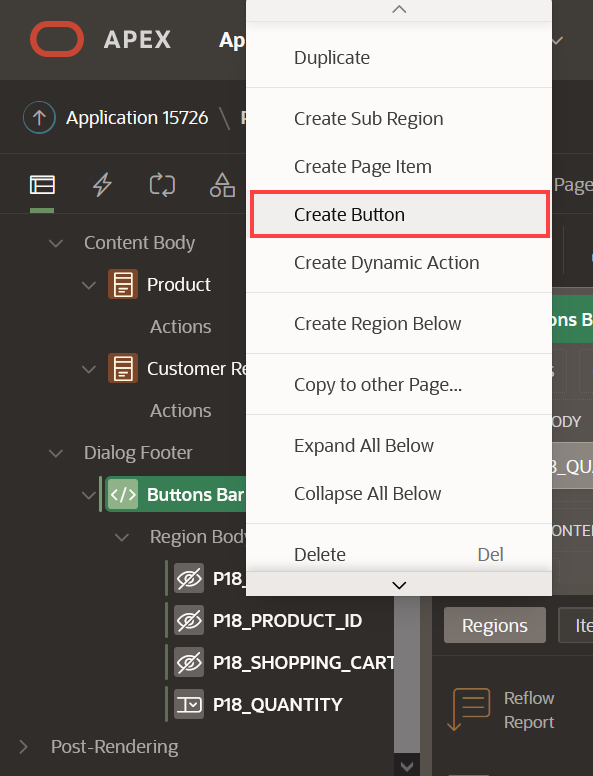 APEX
Ap
Duplicate
Application 15726
Create Sub Region
Create Page Item
Page
Create Button
Content Body
Create Dynamic Action
Product
Create Region Below
ons B
Actions
S
Customer Re
Copy to other Page...
Actions
ODY
Dialog Footer
Expand All Below
8_QU
Buttons Bar
Collapse All Below
Region Body
ONTE
Delete Del
P18_
P18_PRODUCT_ID
Regions
Ite
P18_SHOPPING_CART
P18_QUANTITY
Reflow
Report
Post-Rendering